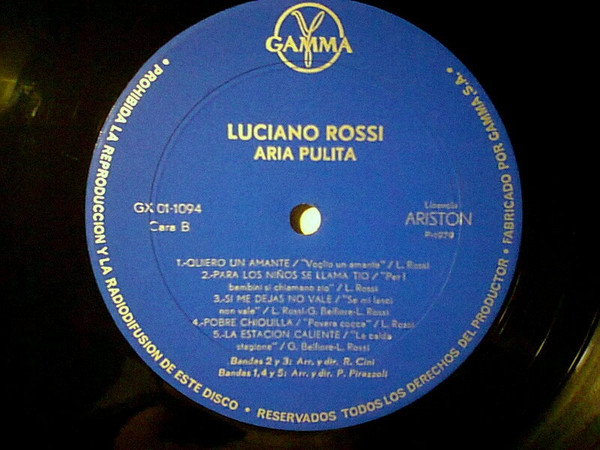 GAMMA
LUCIANO ROSSI
ARIA PULITA
GX 01-1094
Cara B
Licencia
ARISTON
P-1979
1.-QUIERO UN AMANTE / "Voglio un amante" / L. Rossi
2.-PARA LOS NIÑOS SE LLAMA TIO / "Per i
bambini si chiamano zio" / L. Rossi
3.-SI ME DEJAS NO VALE / "Se mi lasci
non vale" / L. Rossi-G. Belfiore-L. Rossi
4.-POBRE CHIQUILLA / "Povera cocca" / L. Rossi
5.-LA ESTACION CALIENTE / "La calda
stagione" / G. Belfiore-L. Rossi
Bandas 2 y 3: Arr. y dir. R. Cini
Bandas 1, 4 y 5: Arr. y dir. P. Pirazzoli
• PROHIBIDA LA REPRODUCCION Y LA RADIODIFUSION DE ESTE DISCO • RESERVADOS TODOS LOS DERECHOS DEL PRODUCTOR • FABRICADO POR GAMMA, S.A. •